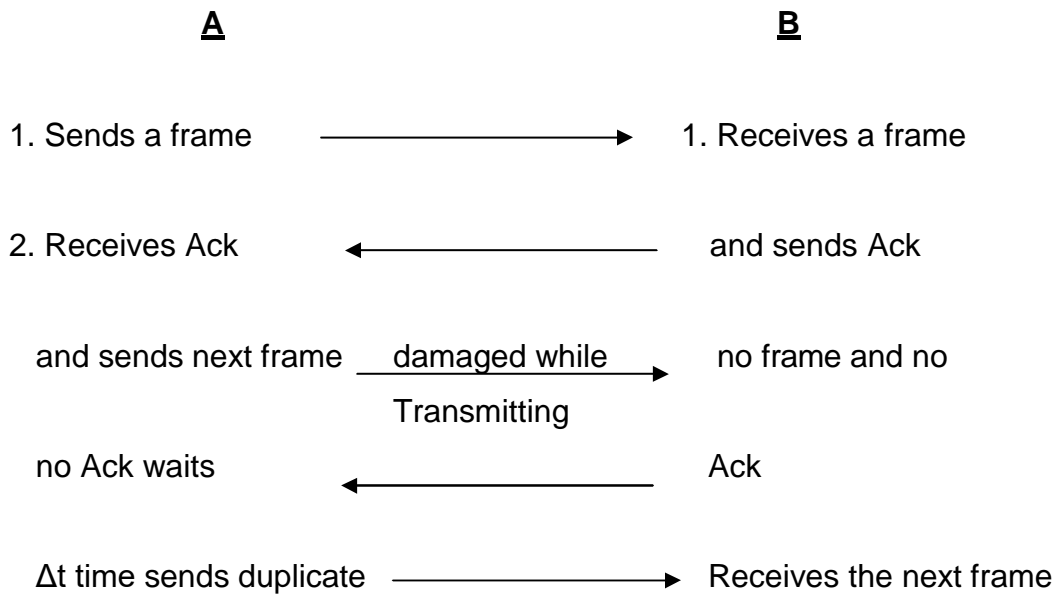 A B
1. Sends a frame 1. Receives a frame
2. Receives Ack and sends Ack
and sends next frame damaged while no frame and no
Transmitting
no Ack waits Ack
Δt time sends duplicate Receives the next frame